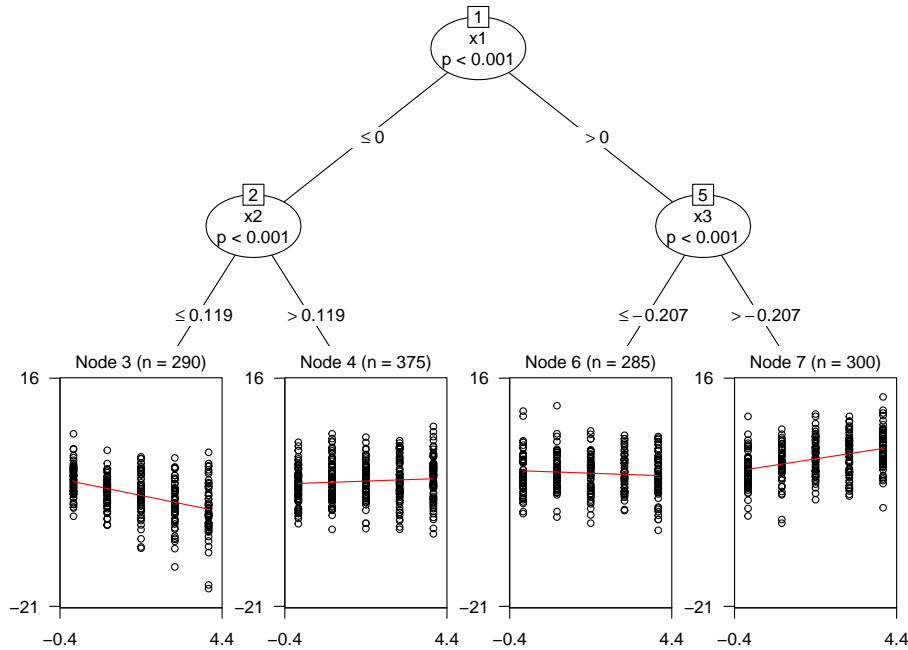 1
x1
p < 0.001
≤ 0
> 0
2
x2
p < 0.001
5
x3
p < 0.001
≤ 0.119
> 0.119
≤ −0.207
> −0.207
Node 3 (n = 290)
Node 4 (n = 375)
Node 6 (n = 285)
Node 7 (n = 300)
16
−21
−0.4
4.4
16
−21
−0.4
4.4
16
−21
−0.4
4.4
16
−21
−0.4
4.4